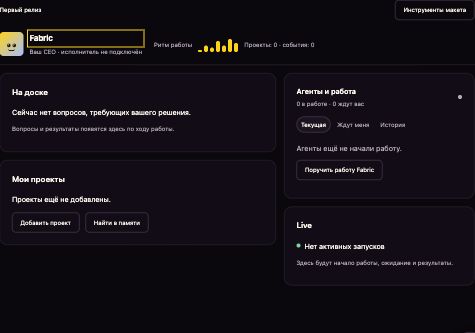 Первый релиз
Инструменты макета
Fabric
Ваш CEO · исполнитель не подключён
Ритм работы
Проекты: 0 · события: 0
На доске
Сейчас нет вопросов, требующих вашего решения.
Вопросы и результаты появятся здесь по ходу работы.
Мои проекты
Проекты ещё не добавлены.
Добавить проект
Найти в памяти
Агенты и работа
0 в работе · 0 ждут вас
Текущая
Ждут меня
История
Агенты ещё не начали работу.
Поручить работу Fabric
Live
Нет активных запусков
Здесь будут начало работы, ожидание и результаты.